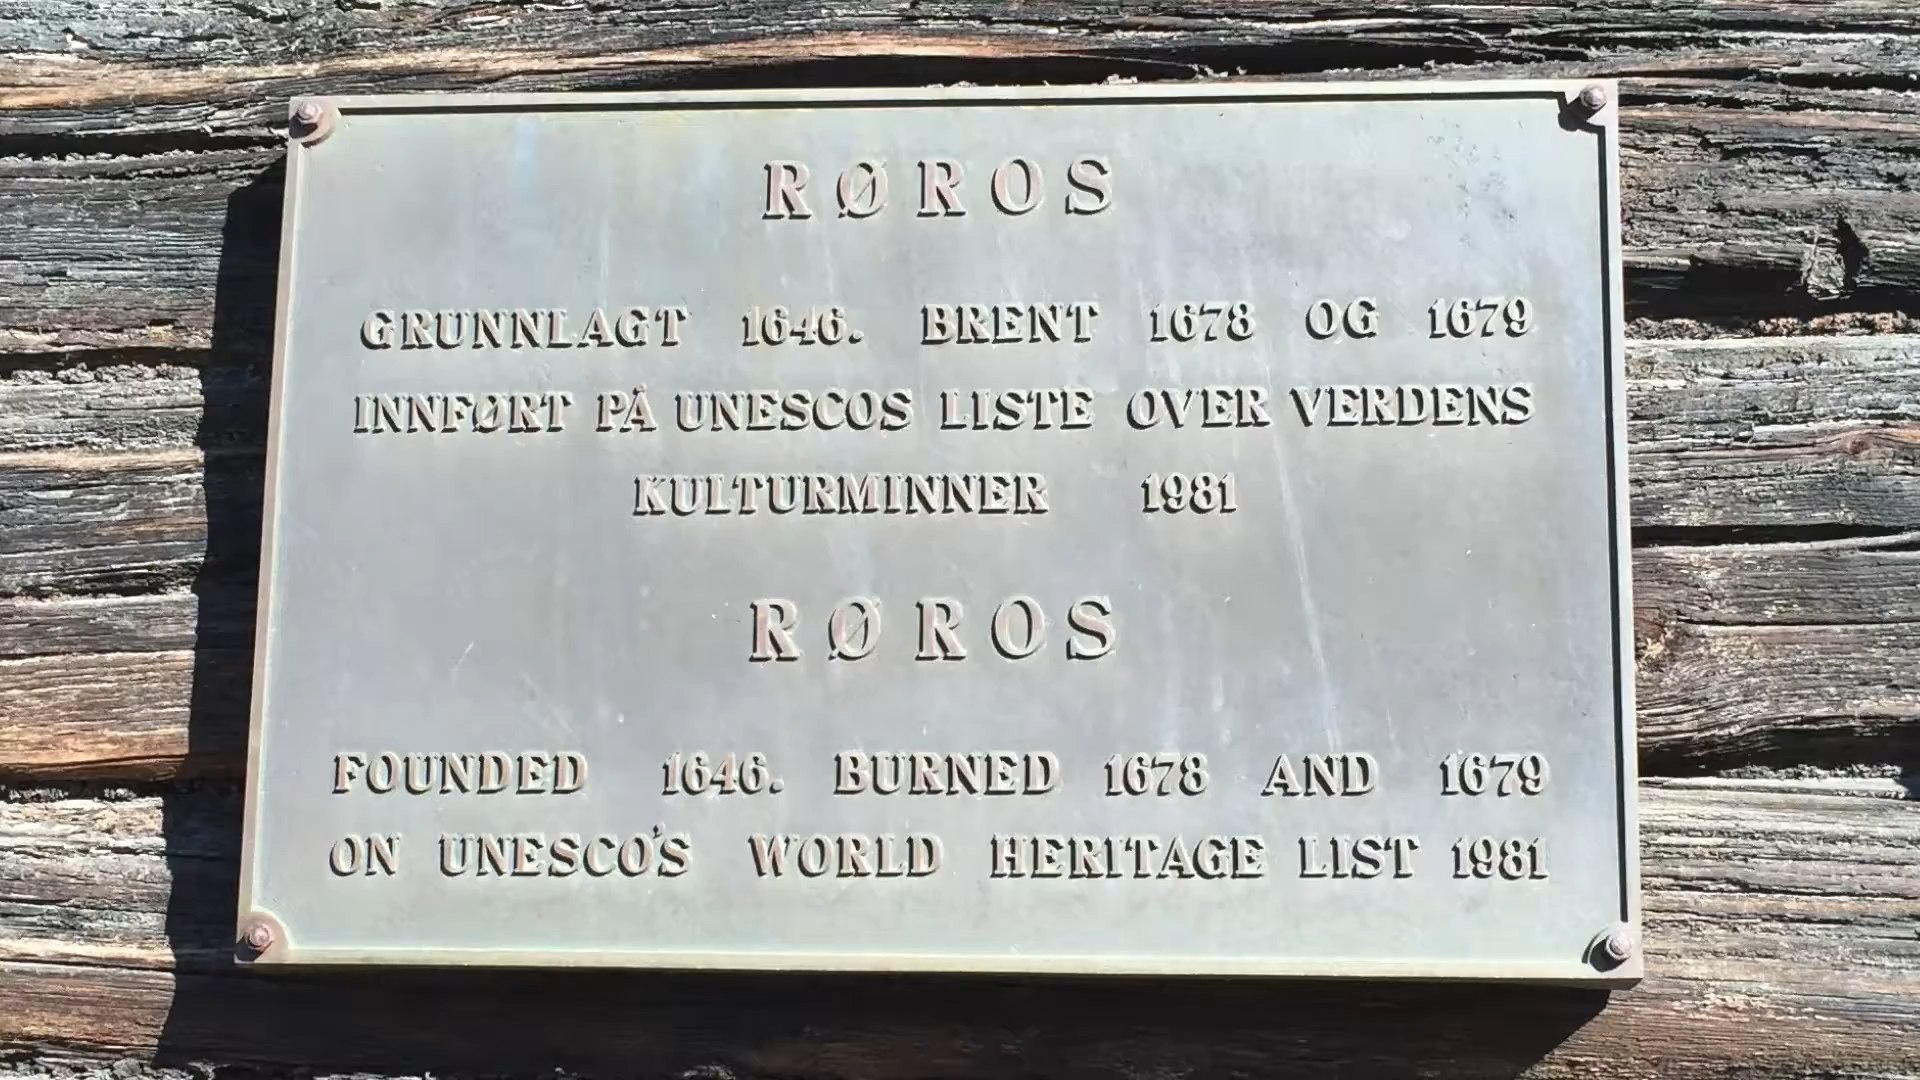 RØROS
GRUNNLAGT 1646. BRENT 1678 OG 1679
INNFØRT PÅ UNESCOS LISTE OVER VERDENS
KULTURMINNER 1981
RØROS
FOUNDED 1646. BURNED 1678 AND 1679
ON UNESCO'S WORLD HERITAGE LIST 1981